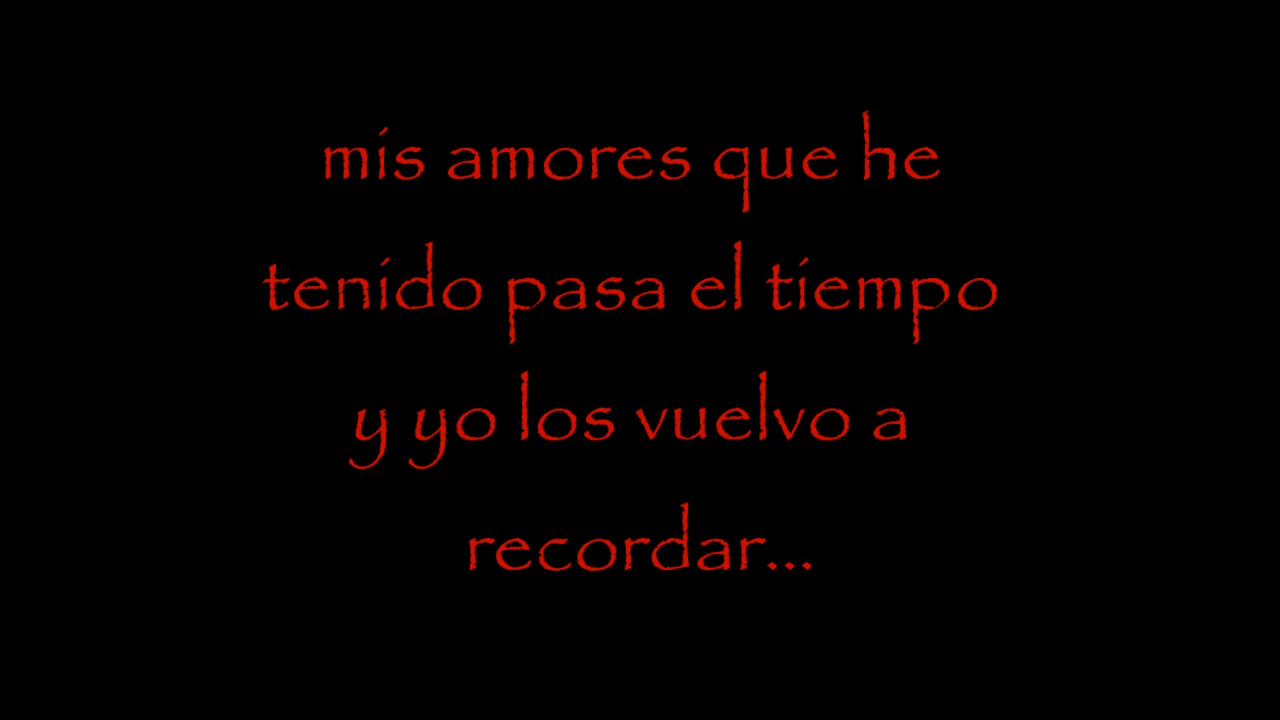 mis amores que he
tenido pasa el tiempo
y yo los vuelvo a
recordar...